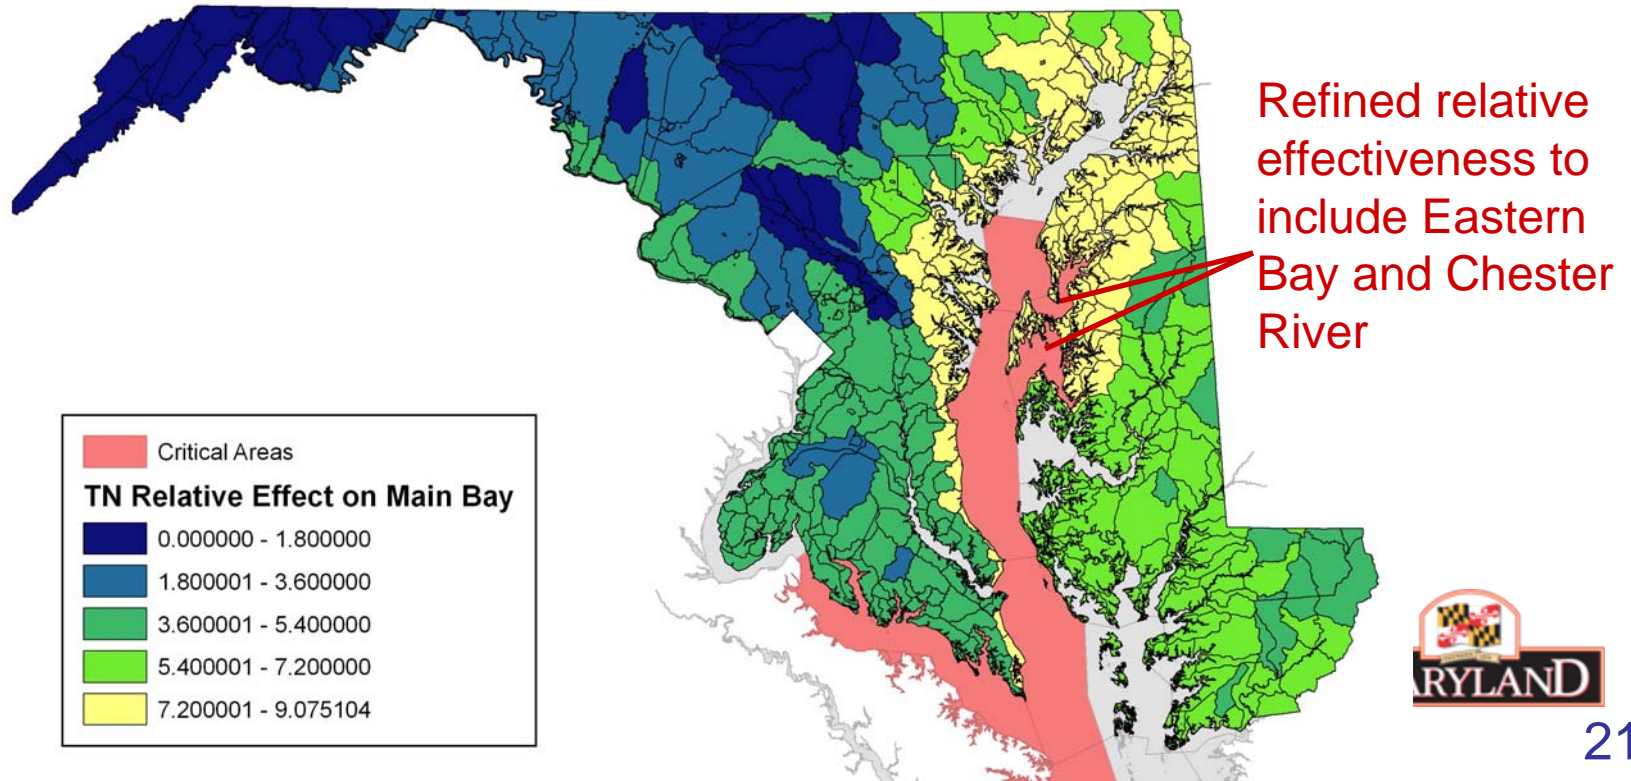 Refined relative
effectiveness to
include Eastern
Bay and Chester
River
Critical Areas
TN Relative Effect on Main Bay
0.000000 - 1.800000
1.800001 - 3.600000
3.600001 - 5.400000
5.400001 - 7.200000
7.200001 - 9.075104
ARYLAND
21